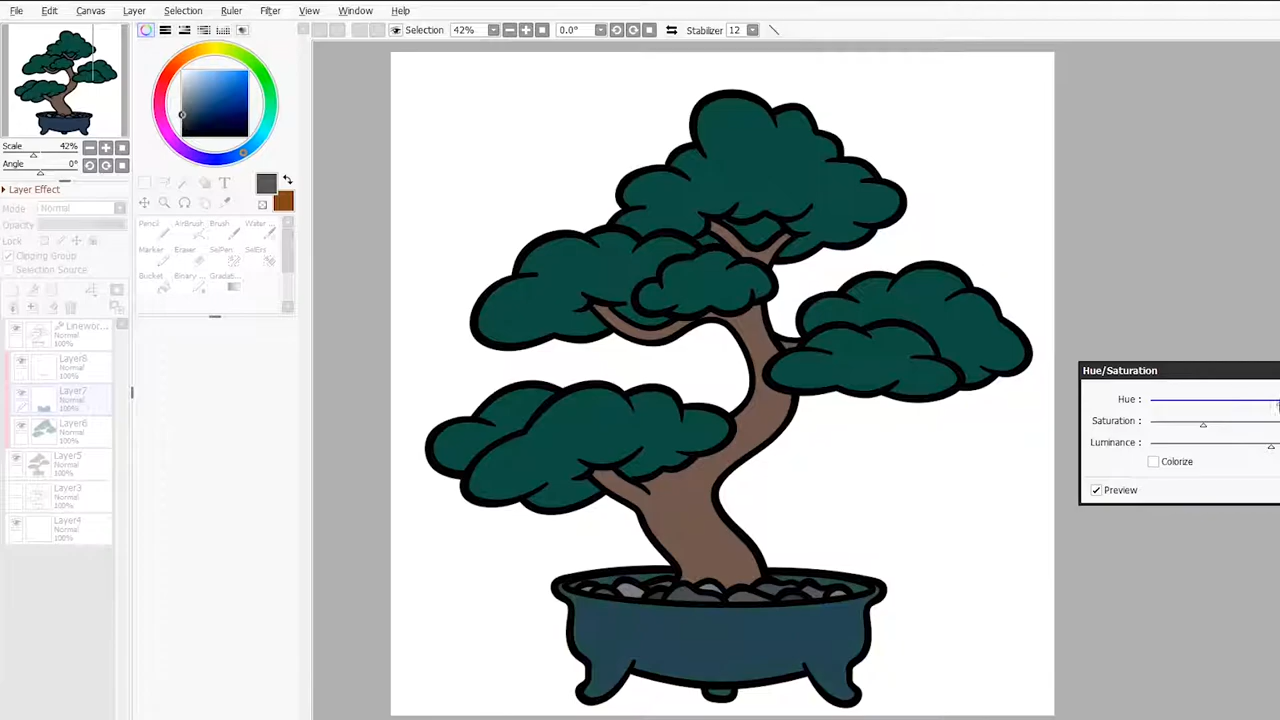 File Edit Canvas Layer Selection Ruler Filter View Window Help
Selection 42% 0.0° Stabilizer 12
Scale 42%
Angle 0°
Layer Effect
Mode Normal
Opacity
Lock
Clipping Group
Selection Source
Linewor...
Normal
100%
Layer8
Normal
100%
Layer7
Normal
100%
Layer6
Normal
100%
Layer5
Normal
100%
Layer3
Normal
100%
Layer4
Normal
100%
T
Pencil AirBrush Brush Water ...
Marker Eraser SelPen SelErs
Bucket Binary ... Gradati...
Hue/Saturation
Hue :
Saturation :
Luminance :
Colorize
Preview